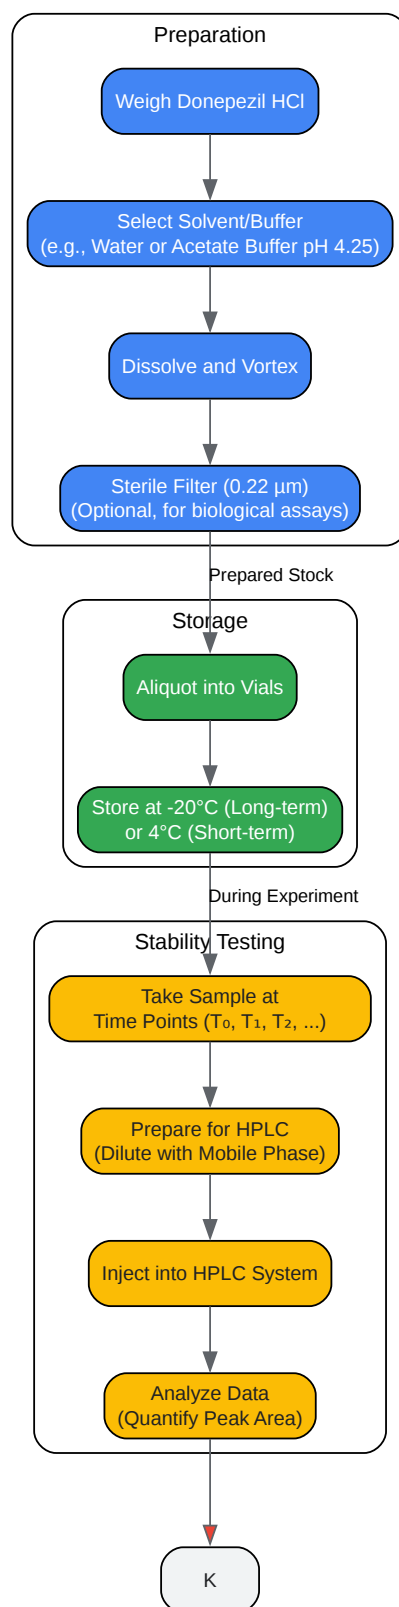 Preparation
Weigh Donepezil HCl
Select Solvent/Buffer
(e.g., Water or Acetate Buffer pH 4.25)
Dissolve and Vortex
Sterile Filter (0.22 µm)
(Optional, for biological assays)
Prepared Stock
Storage
Aliquot into Vials
Store at -20°C (Long-term)
or 4°C (Short-term)
During Experiment
Stability Testing
Take Sample at
Time Points (T₀, T₁, T₂, ...)
Prepare for HPLC
(Dilute with Mobile Phase)
Inject into HPLC System
Analyze Data
(Quantify Peak Area)
K